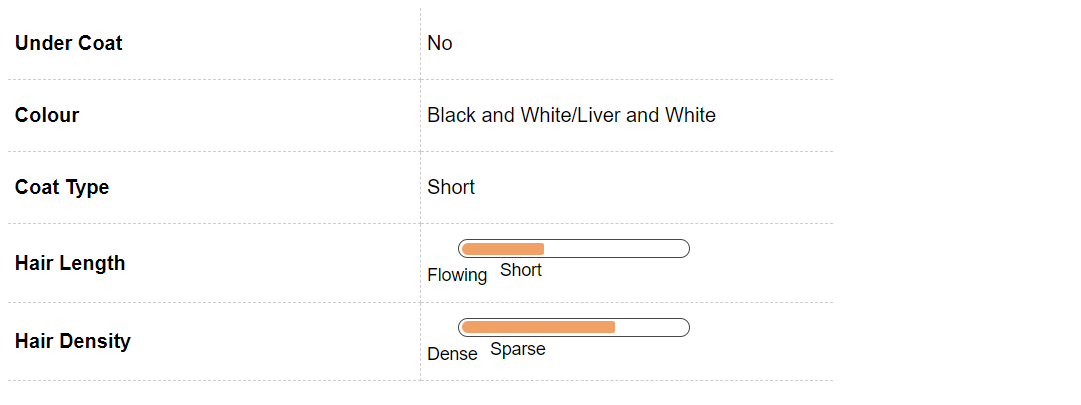 Under Coat No
Colour Black and White/Liver and White
Coat Type Short
Hair Length Flowing Short
Hair Density Dense Sparse